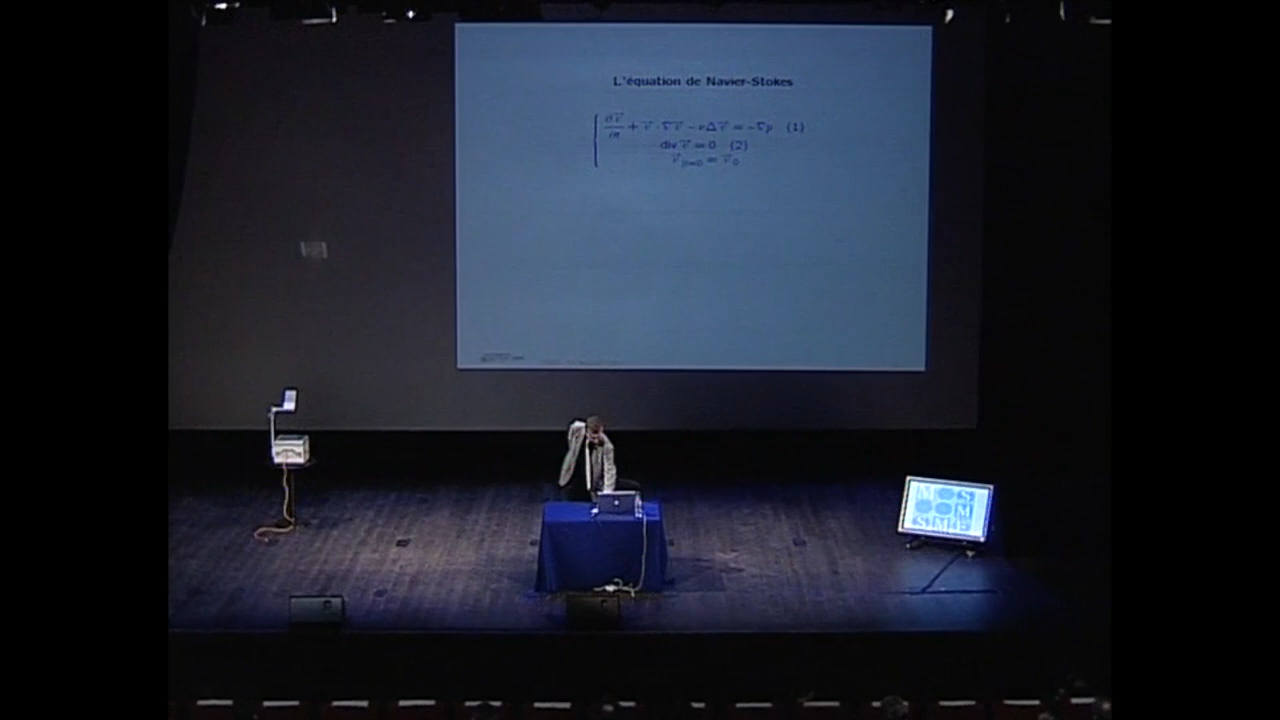 L'équation de Navier-Stokes
∂v⃗/∂t + v⃗ · ∇v⃗ − νΔv⃗ = −∇p (1)
div v⃗ = 0 (2)
v⃗|t=0 = v⃗0
M S
M
S M F